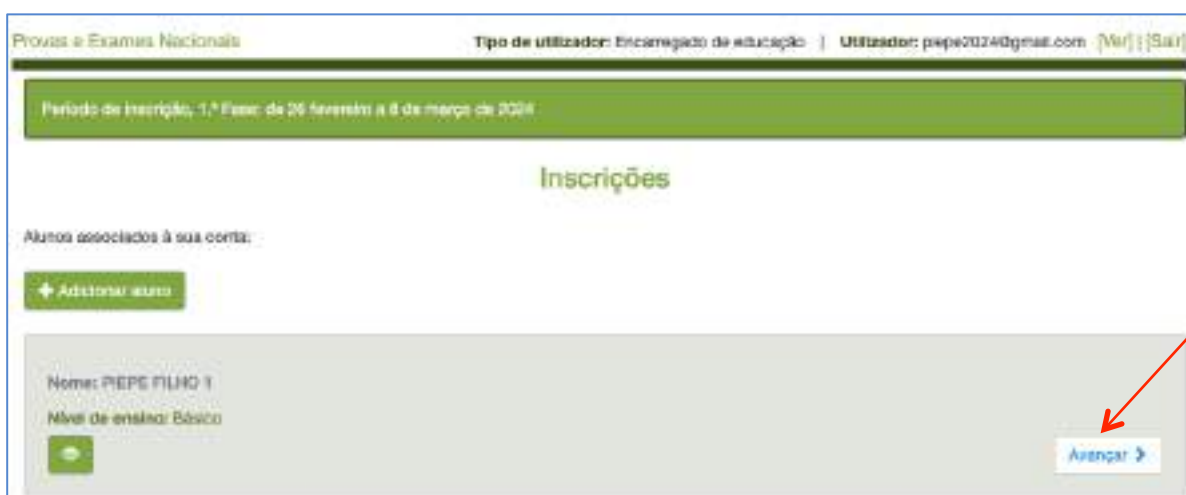 Provas e Exames Nacionais
Tipo de utilizador: Encarregado de educação | Utilizador: piepe2024@gmail.com [Ver] | [Sair]
Período de inscrição, 1.ª Fase: de 26 fevereiro a 8 de março de 2024
Inscrições
Alunos associados à sua conta:
+ Adicionar aluno
Nome: PIEPE FILHO 1
Nível de ensino: Básico
Avançar >